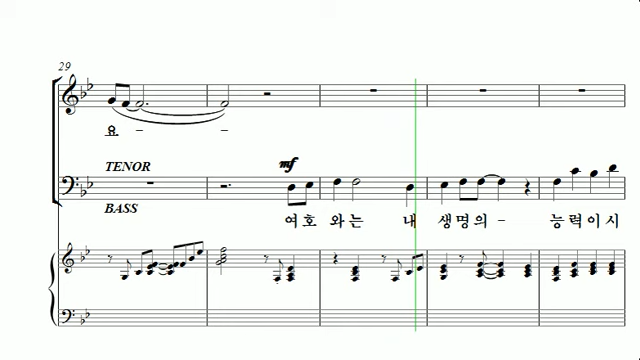 29
요 - -
TENOR
mf
BASS
여호 와는 내 생명의 - 능력이시